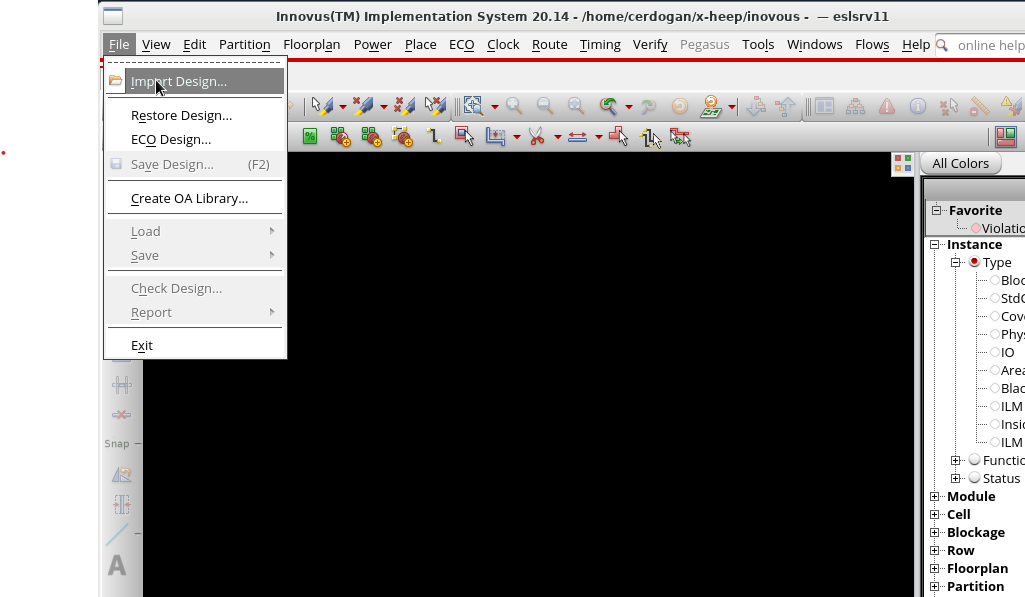 Innovus(TM) Implementation System 20.14 - /home/cerdogan/x-heep/inovous - — eslsrv11
File View Edit Partition Floorplan Power Place ECO Clock Route Timing Verify Pegasus Tools Windows Flows Help online help
Import Design...
Restore Design...
ECO Design...
Save Design... (F2)
Create OA Library...
Load
Save
Check Design...
Report
Exit
Snap
A
All Colors
Favorite
Violatio
Instance
Type
Bloc
StdC
Cove
Phys
IO
Area
Blac
ILM
Insid
ILM
Functio
Status
Module
Cell
Blockage
Row
Floorplan
Partition